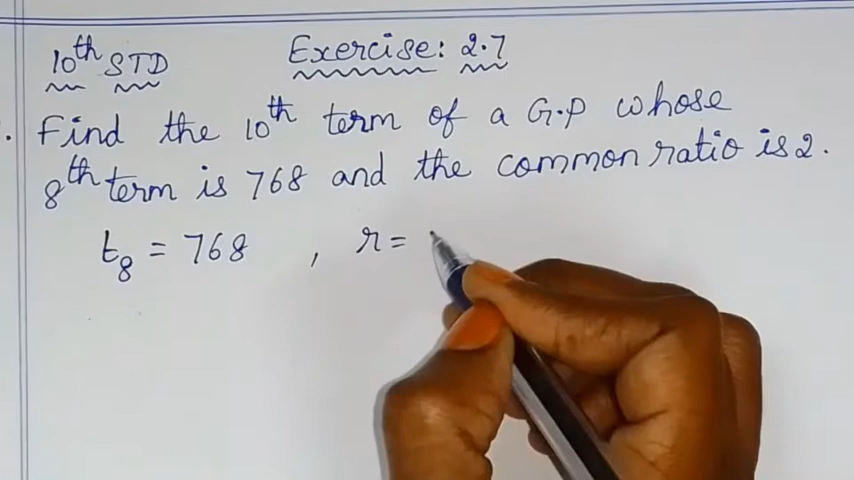 10th STD Exercise: 2.7
. Find the 10th term of a G.P whose
8th term is 768 and the common ratio is 2.
t8 = 768 , r =